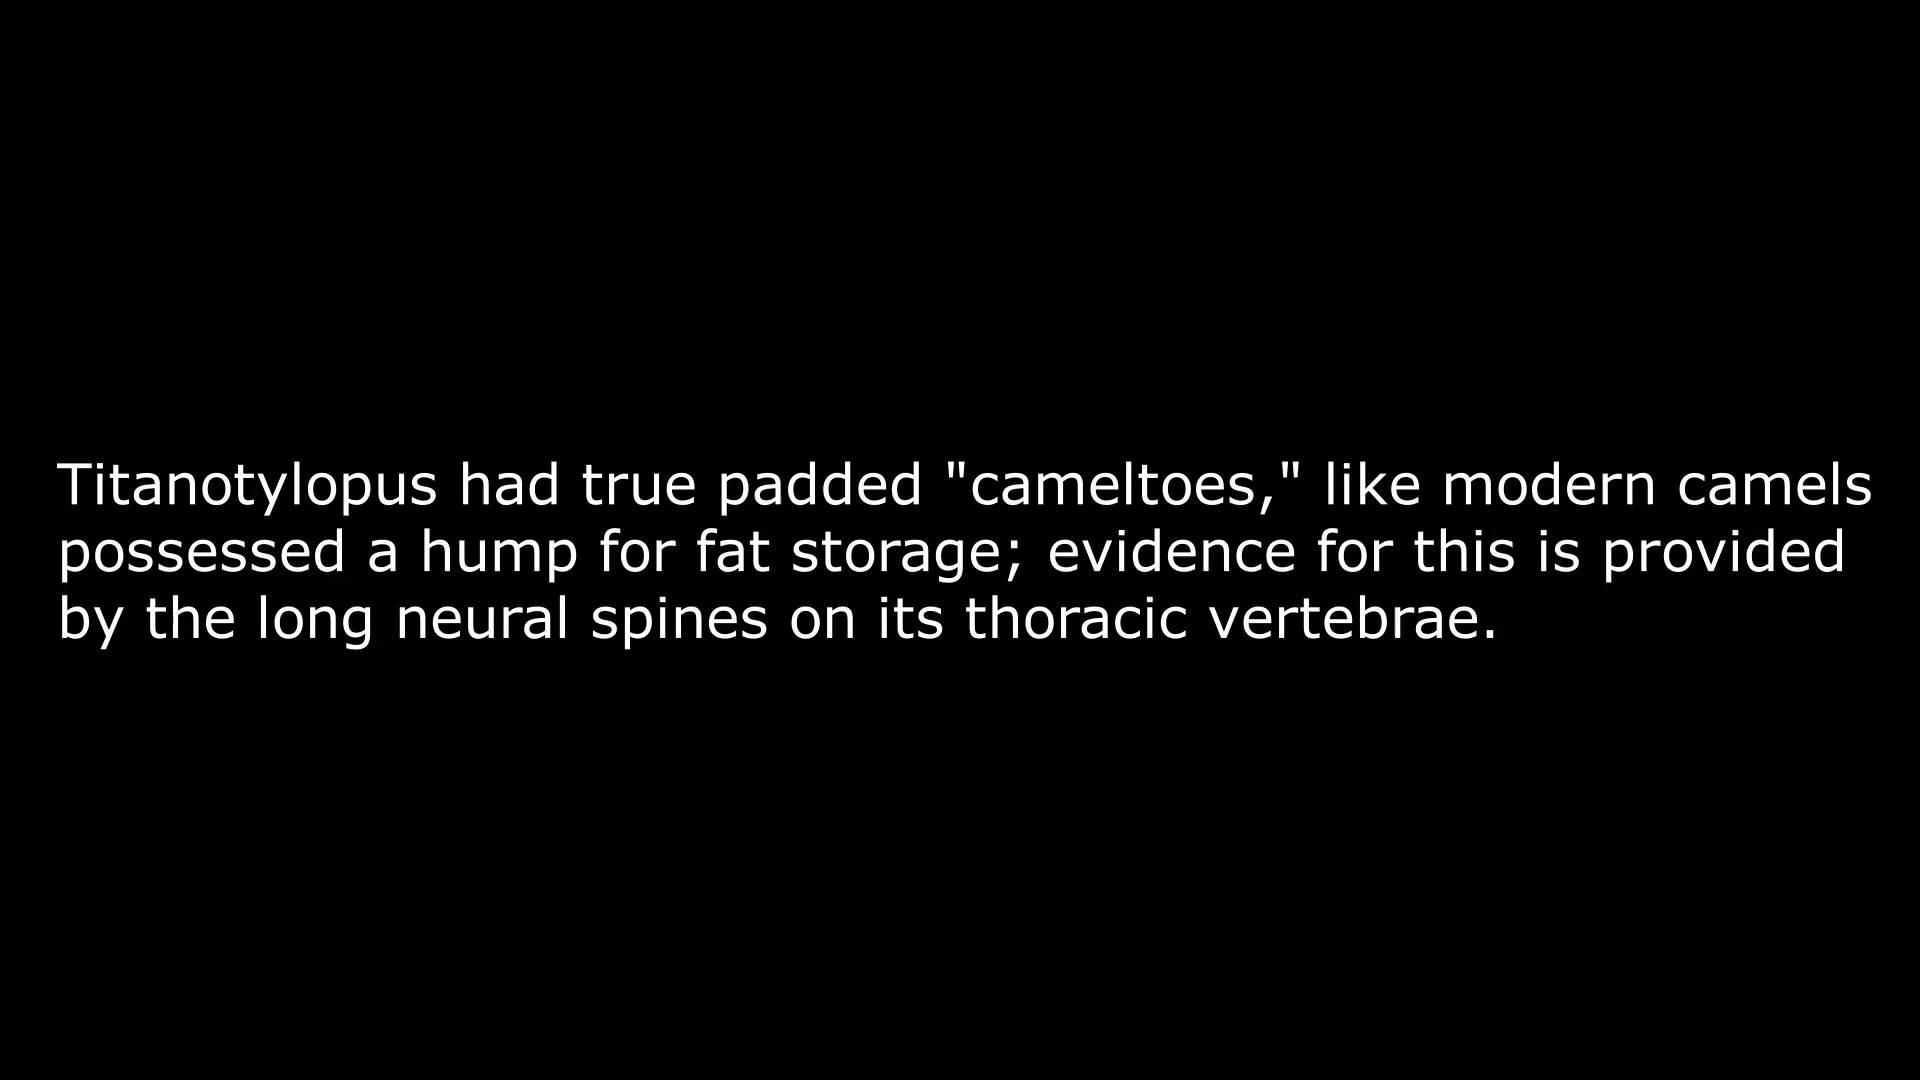 Titanotylopus had true padded "cameltoes," like modern camels
possessed a hump for fat storage; evidence for this is provided
by the long neural spines on its thoracic vertebrae.